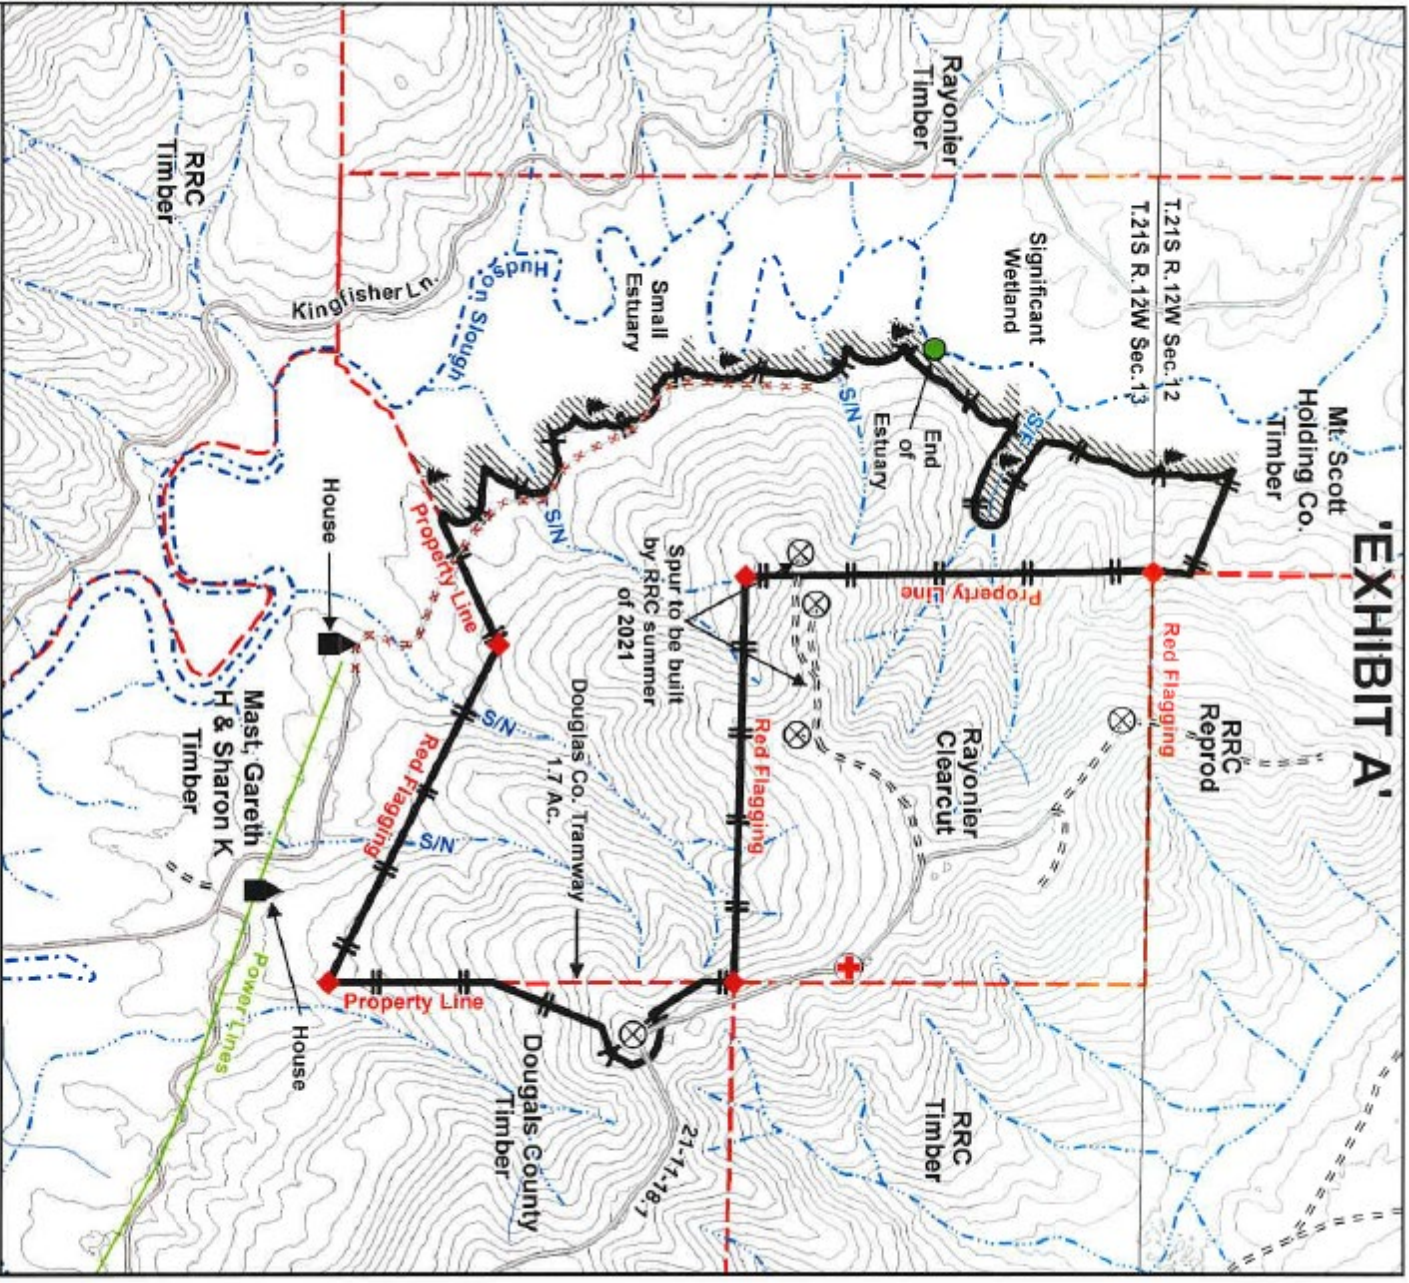 'EXHIBIT A'
Mt. Scott
Holding Co.
Timber
T.21S R.12W Sec.12
T.21S R.12W Sec.13
Red Flagging
RRC
Reprod
Significant
Wetland
Rayonier
Timber
S/F
Property Line
Rayonier
Clearcut
End
of
Estuary
S/N
RRC
Timber
Small
Estuary
Red Flagging
Spur to be built
by RRC summer
of 2021
21-11-18.1
Hudson Slough
S/N
Douglas Co. Tramway
1.7 Ac.
Dougals County
Timber
S/N
Property Line
Kingfisher Ln.
Red Flagging
S/N
Property Line
House
House
RRC
Timber
Mast, Gareth
H & Sharon K
Timber
Power Lines